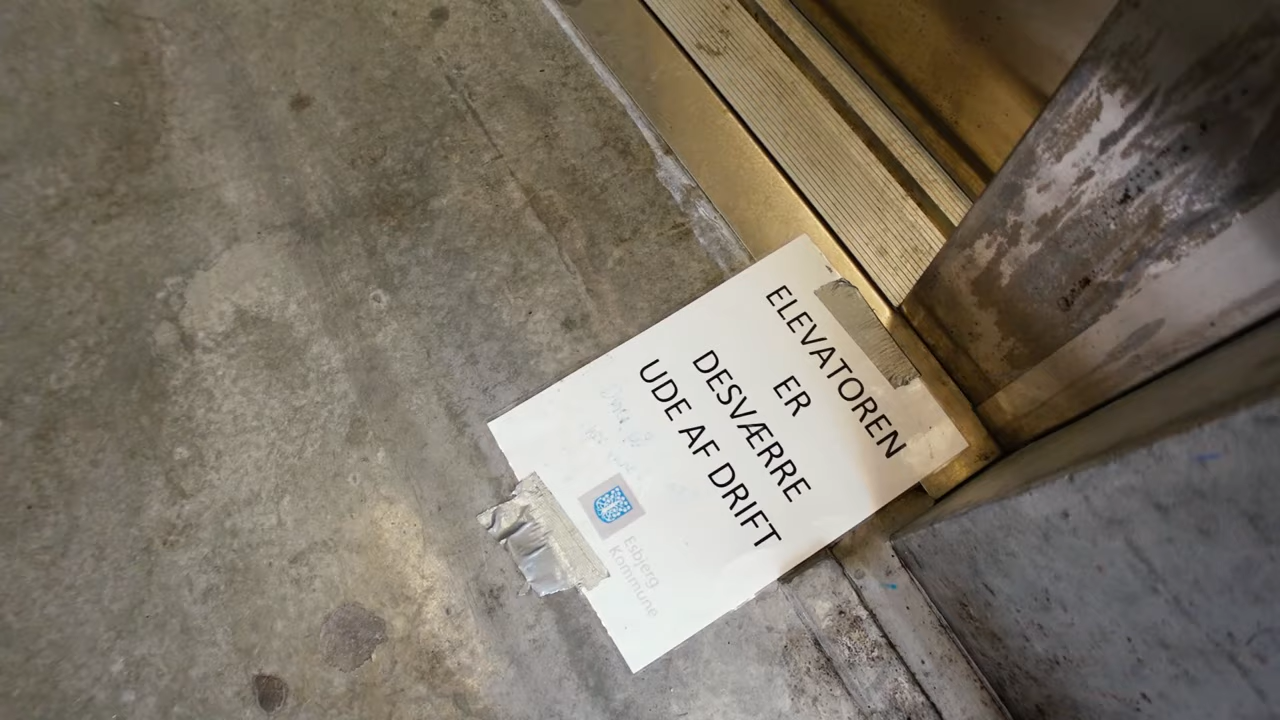 ELEVATOREN
ER
DESVÆRRE
UDE AF DRIFT
Esbjerg
Kommune